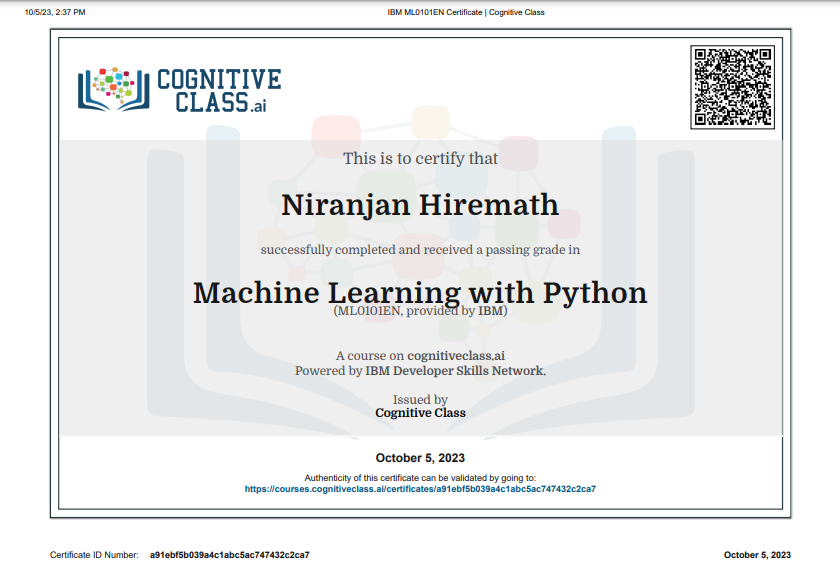 10/5/23, 2:37 PM
IBM ML0101EN Certificate | Cognitive Class
COGNITIVE
CLASS.ai
This is to certify that
Niranjan Hiremath
successfully completed and received a passing grade in
Machine Learning with Python
(ML0101EN, provided by IBM)
A course on cognitiveclass.ai
Powered by IBM Developer Skills Network.
Issued by
Cognitive Class
October 5, 2023
Authenticity of this certificate can be validated by going to:
https://courses.cognitiveclass.ai/certificates/a91ebf5b039a4c1abc5ac747432c2ca7
Certificate ID Number: a91ebf5b039a4c1abc5ac747432c2ca7
October 5, 2023